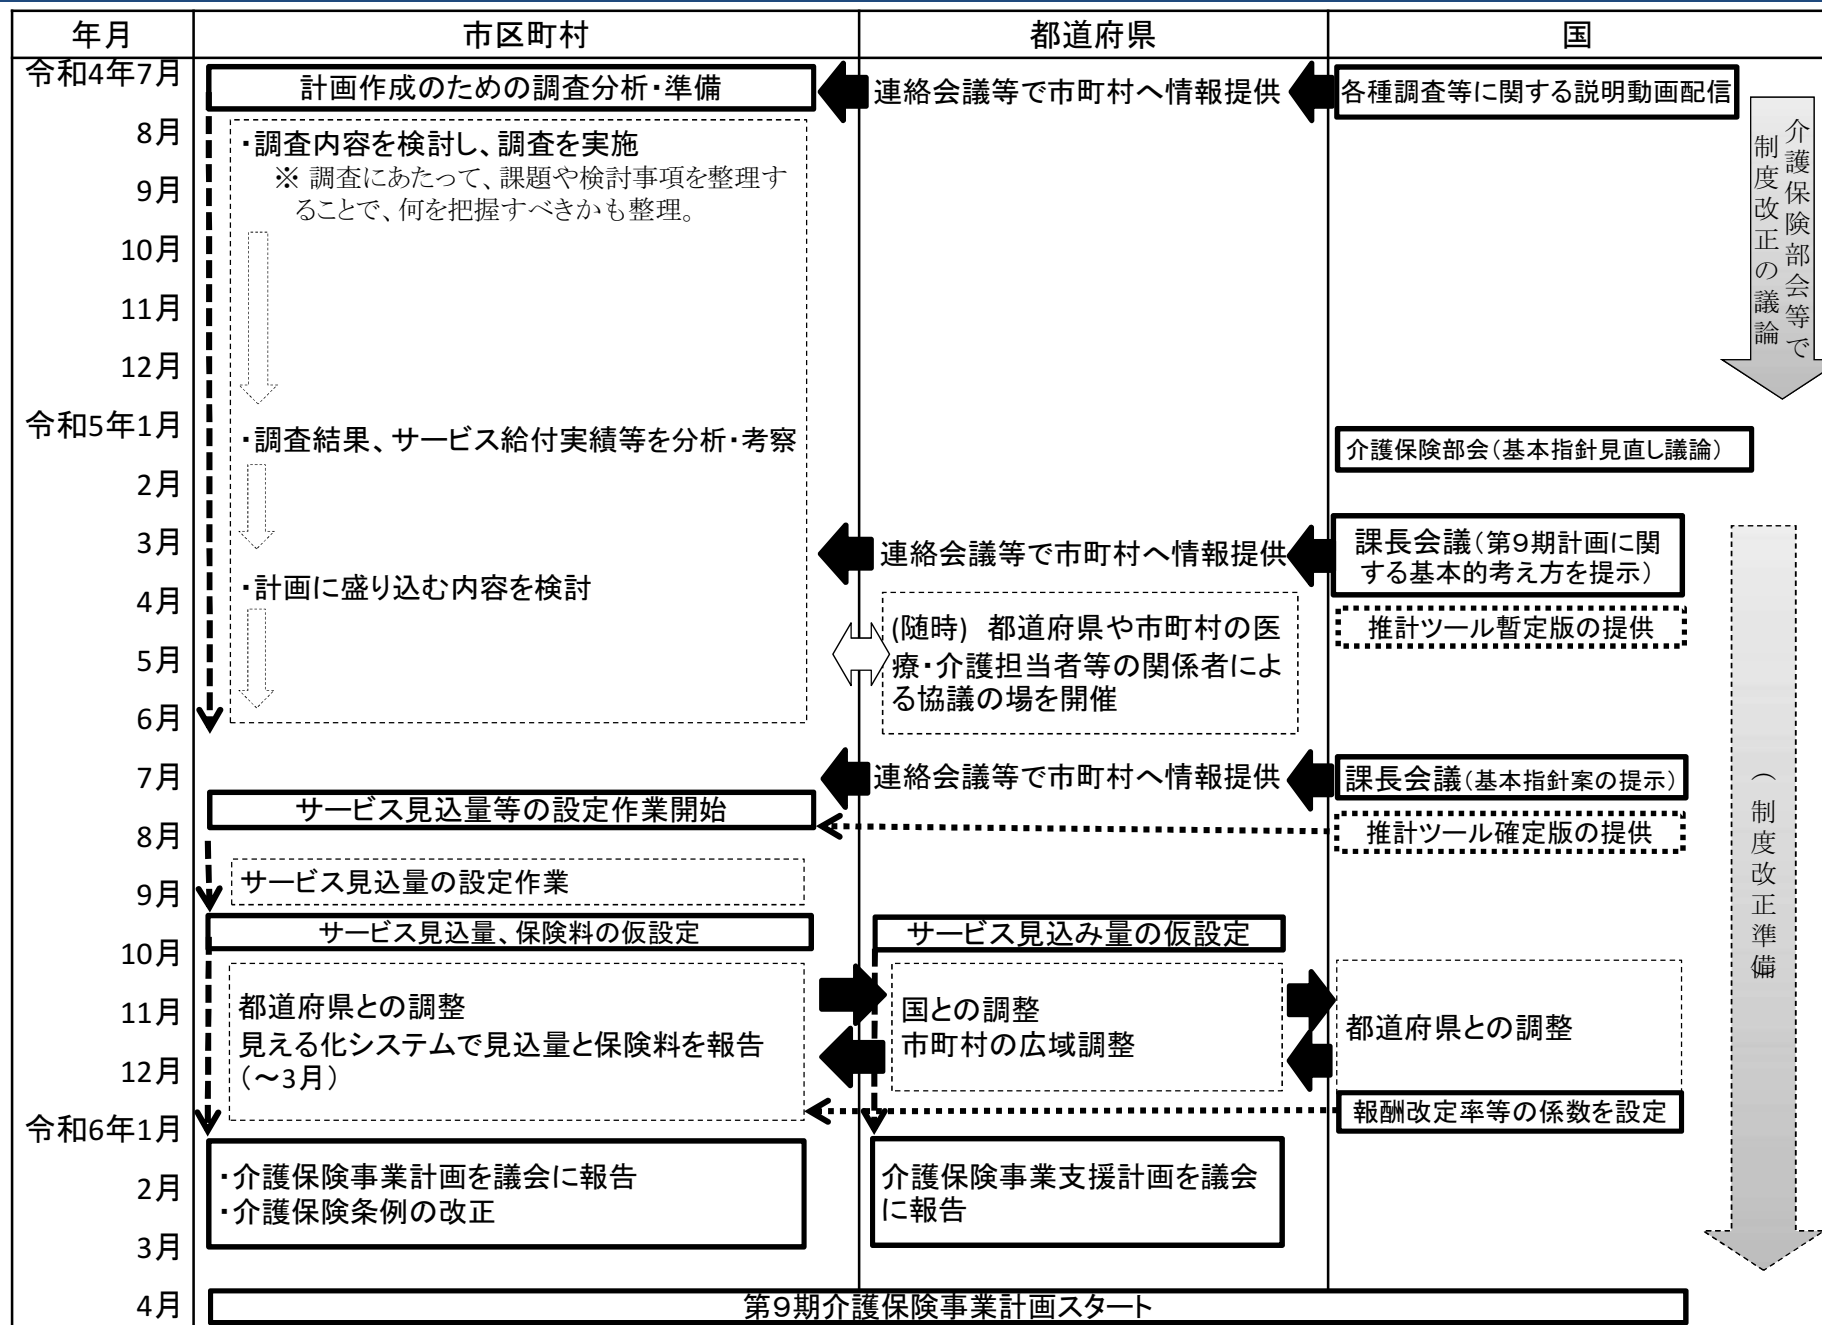 年月
市区町村
都道府県
国
令和4年7月
計画作成のための調査分析・準備
連絡会議等で市町村へ情報提供
各種調査等に関する説明動画配信
介護保険部会等で
制度改正の議論
8月
・調査内容を検討し、調査を実施
※ 調査にあたって、課題や検討事項を整理す
ることで、何を把握すべきかも整理。
9月
10月
11月
12月
令和5年1月
・調査結果、サービス給付実績等を分析・考察
介護保険部会(基本指針見直し議論)
2月
3月
連絡会議等で市町村へ情報提供
課長会議(第9期計画に関
する基本的考え方を提示)
・計画に盛り込む内容を検討
4月
推計ツール暫定版の提供
(随時) 都道府県や市町村の医
療・介護担当者等の関係者によ
る協議の場を開催
5月
6月
7月
連絡会議等で市町村へ情報提供
課長会議(基本指針案の提示)
サービス見込量等の設定作業開始
8月
推計ツール確定版の提供
(制度改正準備)
サービス見込量の設定作業
9月
サービス見込量、保険料の仮設定
サービス見込み量の仮設定
10月
11月
都道府県との調整
見える化システムで見込量と保険料を報告
(~3月)
国との調整
市町村の広域調整
都道府県との調整
12月
報酬改定率等の係数を設定
令和6年1月
・介護保険事業計画を議会に報告
・介護保険条例の改正
介護保険事業支援計画を議会
に報告
2月
3月
4月
第9期介護保険事業計画スタート